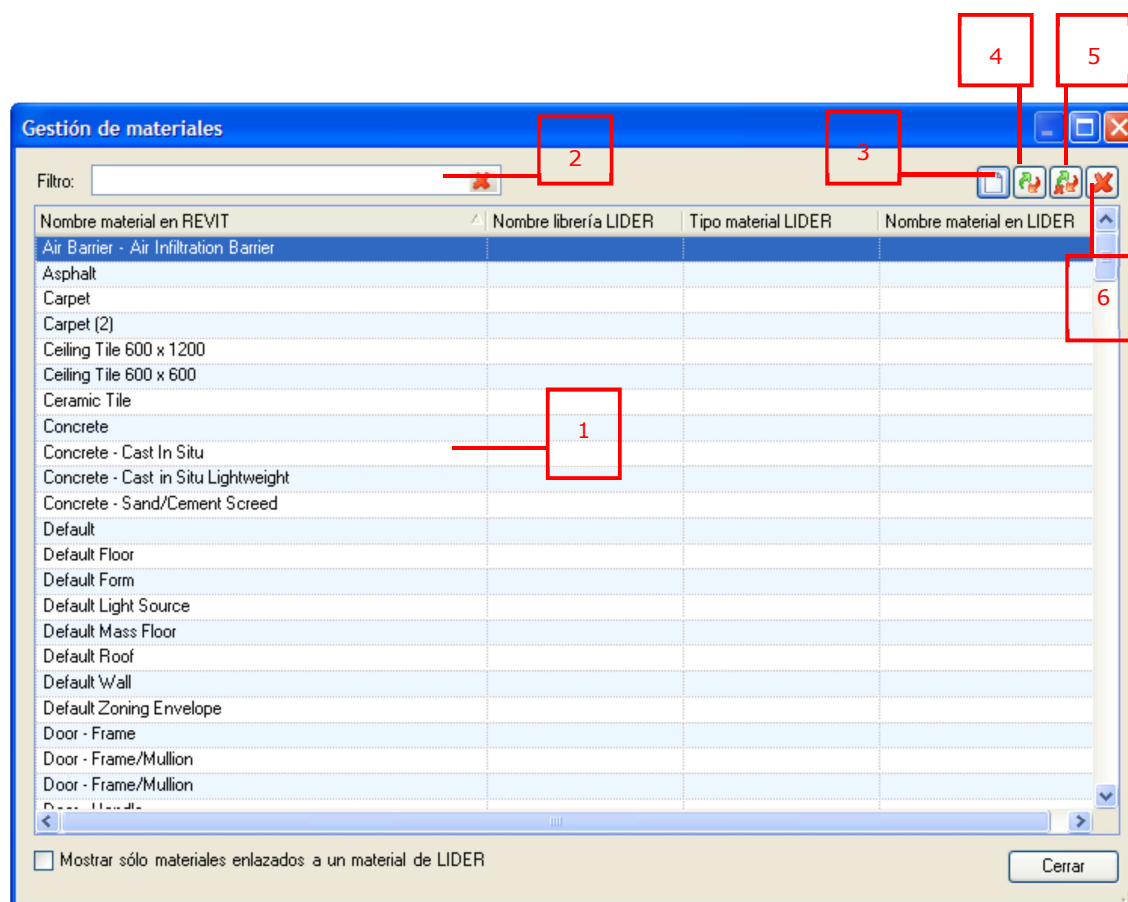 4
5
Gestión de materiales
2
3
Filtro:
Nombre material en REVIT
Nombre librería LIDER
Tipo material LIDER
Nombre material en LIDER
Air Barrier - Air Infiltration Barrier
Asphalt
Carpet
6
Carpet (2)
Ceiling Tile 600 x 1200
Ceiling Tile 600 x 600
Ceramic Tile
Concrete
1
Concrete - Cast In Situ
Concrete - Cast in Situ Lightweight
Concrete - Sand/Cement Screed
Default
Default Floor
Default Form
Default Light Source
Default Mass Floor
Default Roof
Default Wall
Default Zoning Envelope
Door - Frame
Door - Frame/Mullion
Door - Frame/Mullion
Mostrar sólo materiales enlazados a un material de LIDER
Cerrar